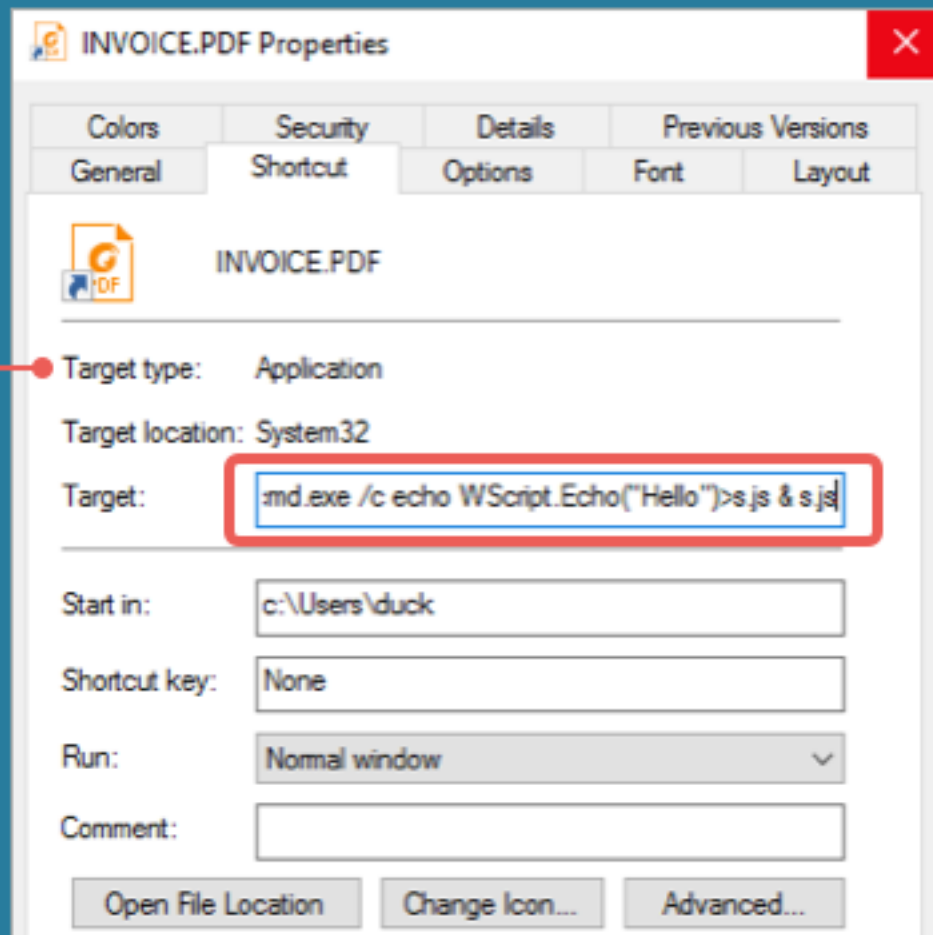 INVOICE.PDF Properties
Colors Security Details Previous Versions
General Shortcut Options Font Layout
PDF INVOICE.PDF
Target type: Application
Target location: System32
Target: :md.exe /c echo WScript.Echo("Hello")>s.js & s.js
Start in: c:\Users\duck
Shortcut key: None
Run: Normal window
Comment:
Open File Location Change Icon... Advanced...